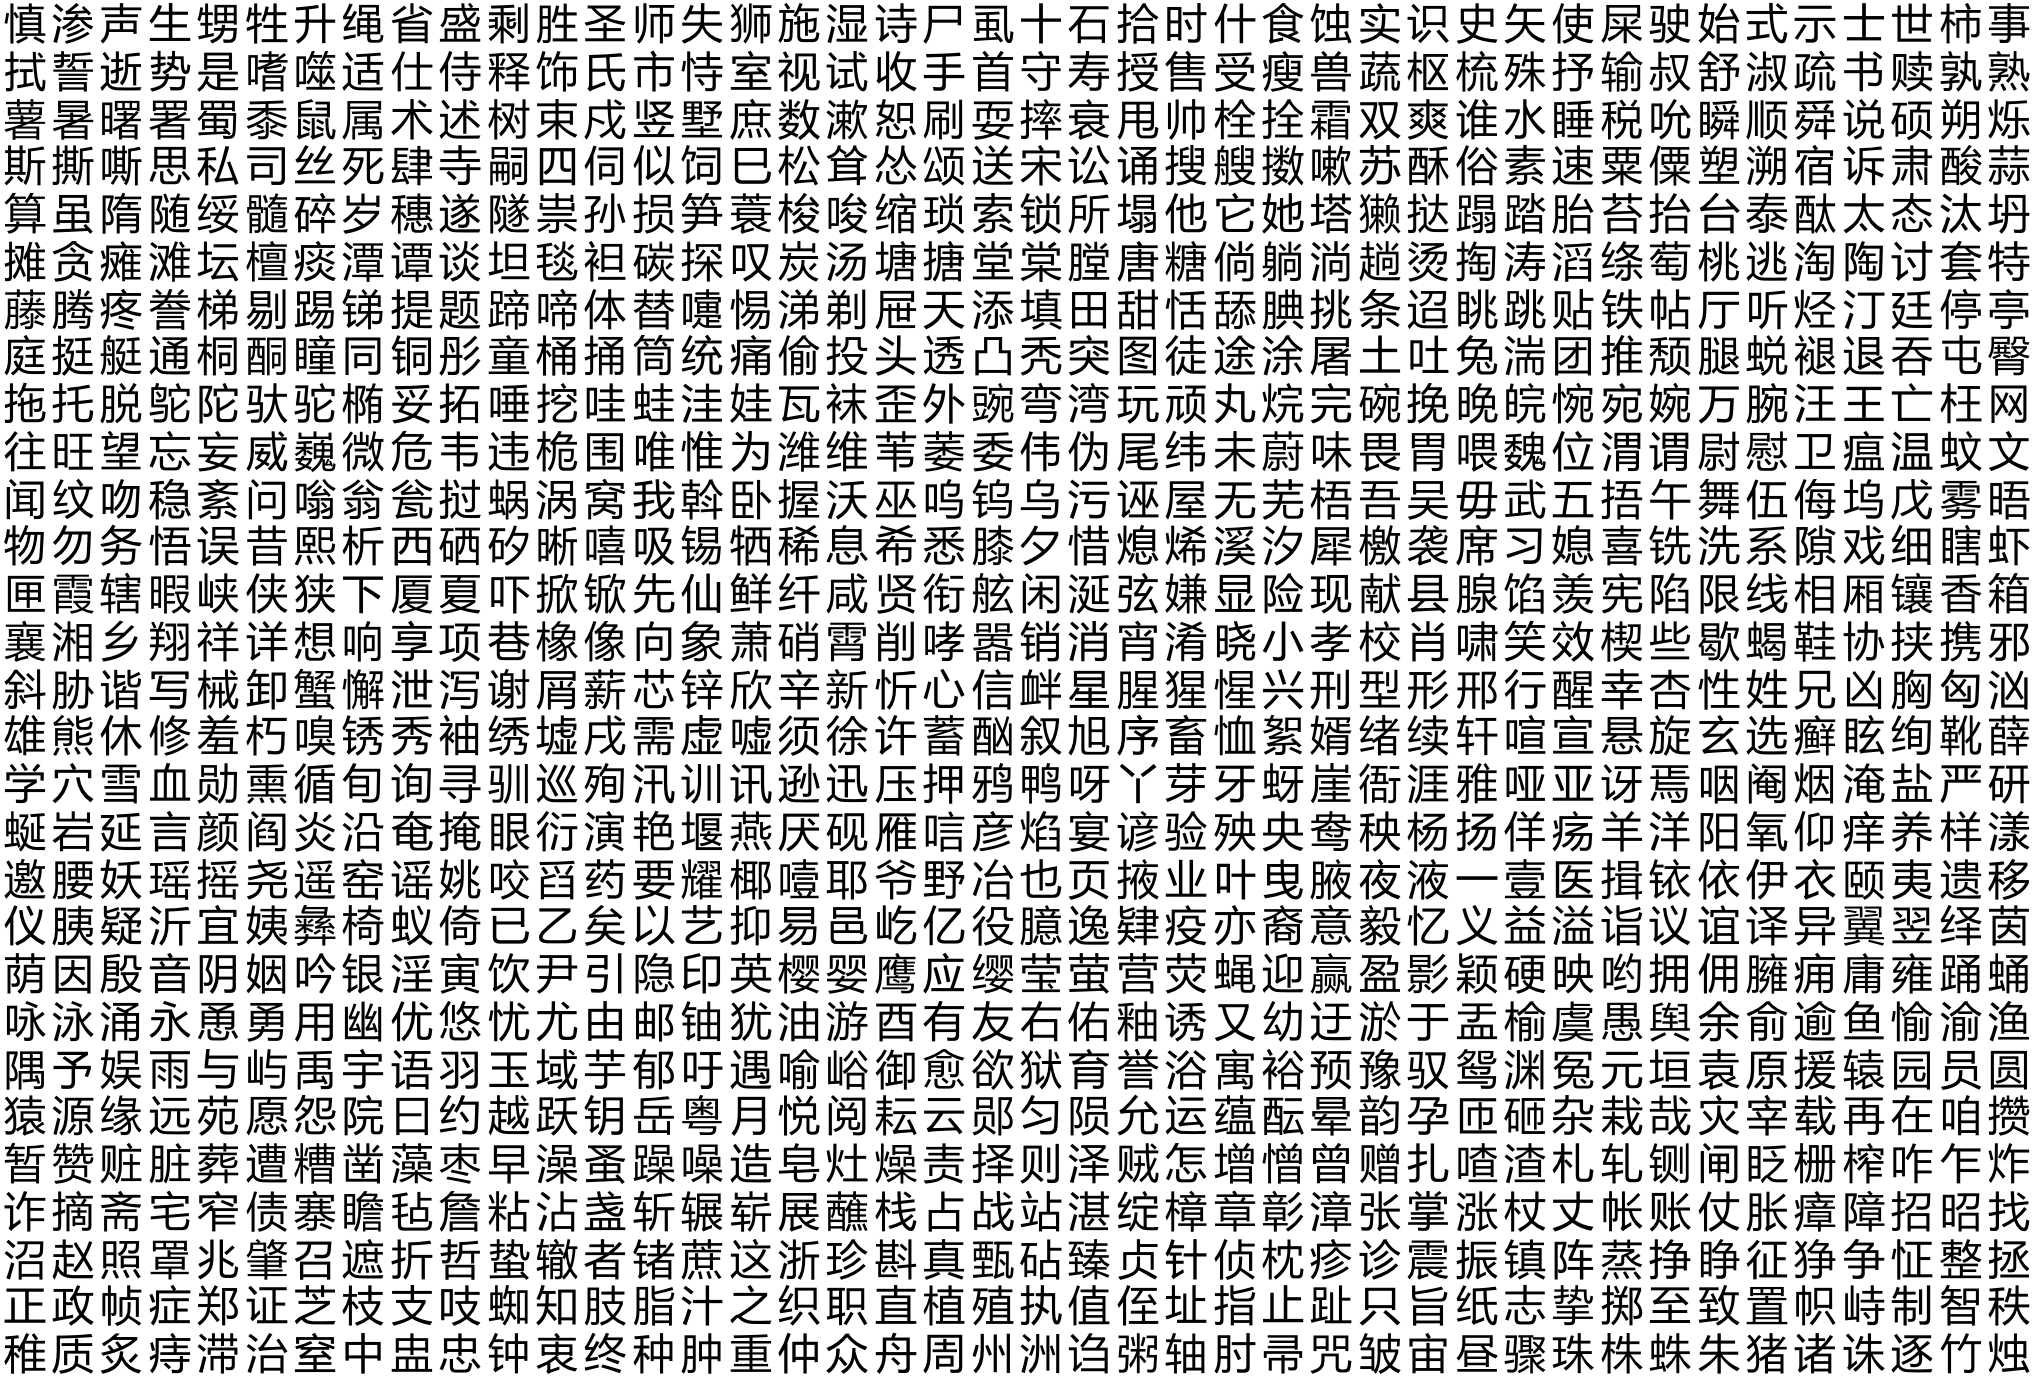 慎渗声生甥牲升绳省盛剩胜圣师失狮施湿诗尸虱十石拾时什食蚀实识史矢使屎驶始式示士世柿事
拭誓逝势是嗜噬适仕侍释饰氏市恃室视试收手首守寿授售受瘦兽蔬枢梳殊抒输叔舒淑疏书赎孰熟
薯暑曙署蜀黍鼠属术述树束戍竖墅庶数漱恕刷耍摔衰甩帅栓拴霜双爽谁水睡税吮瞬顺舜说硕朔烁
斯撕嘶思私司丝死肆寺嗣四伺似饲巳松耸怂颂送宋讼诵搜艘擞嗽苏酥俗素速粟僳塑溯宿诉肃酸蒜
算虽隋随绥髓碎岁穗遂隧祟孙损笋蓑梭唆缩琐索锁所塌他它她塔獭挞蹋踏胎苔抬台泰酞太态汰坍
摊贪瘫滩坛檀痰潭谭谈坦毯袒碳探叹炭汤塘搪堂棠膛唐糖倘躺淌趟烫掏涛滔绦萄桃逃淘陶讨套特
藤腾疼誊梯剔踢锑提题蹄啼体替嚏惕涕剃屉天添填田甜恬舔腆挑条迢眺跳贴铁帖厅听烃汀廷停亭
庭挺艇通桐酮瞳同铜彤童桶捅筒统痛偷投头透凸秃突图徒途涂屠土吐兔湍团推颓腿蜕褪退吞屯臀
拖托脱鸵陀驮驼椭妥拓唾挖哇蛙洼娃瓦袜歪外豌弯湾玩顽丸烷完碗挽晚皖惋宛婉万腕汪王亡枉网
往旺望忘妄威巍微危韦违桅围唯惟为潍维苇萎委伟伪尾纬未蔚味畏胃喂魏位渭谓尉慰卫瘟温蚊文
闻纹吻稳紊问嗡翁瓮挝蜗涡窝我斡卧握沃巫呜钨乌污诬屋无芜梧吾吴毋武五捂午舞伍侮坞戊雾晤
物勿务悟误昔熙析西硒矽晰嘻吸锡牺稀息希悉膝夕惜熄烯溪汐犀檄袭席习媳喜铣洗系隙戏细瞎虾
匣霞辖暇峡侠狭下厦夏吓掀锨先仙鲜纤咸贤衔舷闲涎弦嫌显险现献县腺馅羡宪陷限线相厢镶香箱
襄湘乡翔祥详想响享项巷橡像向象萧硝霄削哮嚣销消宵淆晓小孝校肖啸笑效楔些歇蝎鞋协挟携邪
斜胁谐写械卸蟹懈泄泻谢屑薪芯锌欣辛新忻心信衅星腥猩惺兴刑型形邢行醒幸杏性姓兄凶胸匈汹
雄熊休修羞朽嗅锈秀袖绣墟戌需虚嘘须徐许蓄酗叙旭序畜恤絮婿绪续轩喧宣悬旋玄选癣眩绚靴薛
学穴雪血勋熏循旬询寻驯巡殉汛训讯逊迅压押鸦鸭呀丫芽牙蚜崖衙涯雅哑亚讶焉咽阉烟淹盐严研
蜒岩延言颜阎炎沿奄掩眼衍演艳堰燕厌砚雁唁彦焰宴谚验殃央鸯秧杨扬佯疡羊洋阳氧仰痒养样漾
邀腰妖瑶摇尧遥窑谣姚咬舀药要耀椰噎耶爷野冶也页掖业叶曳腋夜液一壹医揖铱依伊衣颐夷遗移
仪胰疑沂宜姨彝椅蚁倚已乙矣以艺抑易邑屹亿役臆逸肄疫亦裔意毅忆义益溢诣议谊译异翼翌绎茵
荫因殷音阴姻吟银淫寅饮尹引隐印英樱婴鹰应缨莹萤营荧蝇迎赢盈影颖硬映哟拥佣臃痈庸雍踊蛹
咏泳涌永恿勇用幽优悠忧尤由邮铀犹油游酉有友右佑釉诱又幼迂淤于盂榆虞愚舆余俞逾鱼愉渝渔
隅予娱雨与屿禹宇语羽玉域芋郁吁遇喻峪御愈欲狱育誉浴寓裕预豫驭鸳渊冤元垣袁原援辕园员圆
猿源缘远苑愿怨院曰约越跃钥岳粤月悦阅耘云郧匀陨允运蕴酝晕韵孕匝砸杂栽哉灾宰载再在咱攒
暂赞赃脏葬遭糟凿藻枣早澡蚤躁噪造皂灶燥责择则泽贼怎增憎曾赠扎喳渣札轧铡闸眨栅榨咋乍炸
诈摘斋宅窄债寨瞻毡詹粘沾盏斩辗崭展蘸栈占战站湛绽樟章彰漳张掌涨杖丈帐账仗胀瘴障招昭找
沼赵照罩兆肇召遮折哲蛰辙者锗蔗这浙珍斟真甄砧臻贞针侦枕疹诊震振镇阵蒸挣睁征狰争怔整拯
正政帧症郑证芝枝支吱蜘知肢脂汁之织职直植殖执值侄址指止趾只旨纸志挚掷至致置帜峙制智秩
稚质炙痔滞治窒中盅忠钟衷终种肿重仲众舟周州洲诌粥轴肘帚咒皱宙昼骤珠株蛛朱猪诸诛逐竹烛